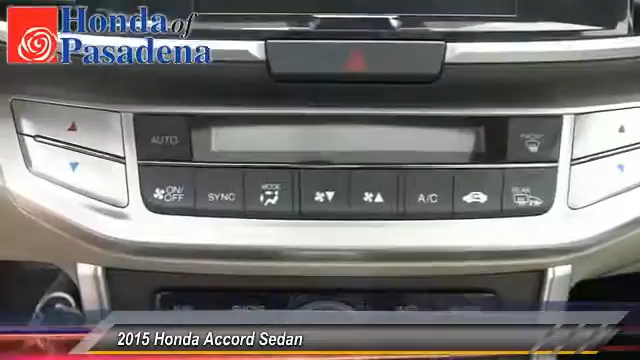 Honda of
Pasadena
AUTO
FRONT
ON/
OFF
SYNC
MODE
A/C
REAR
2015 Honda Accord Sedan